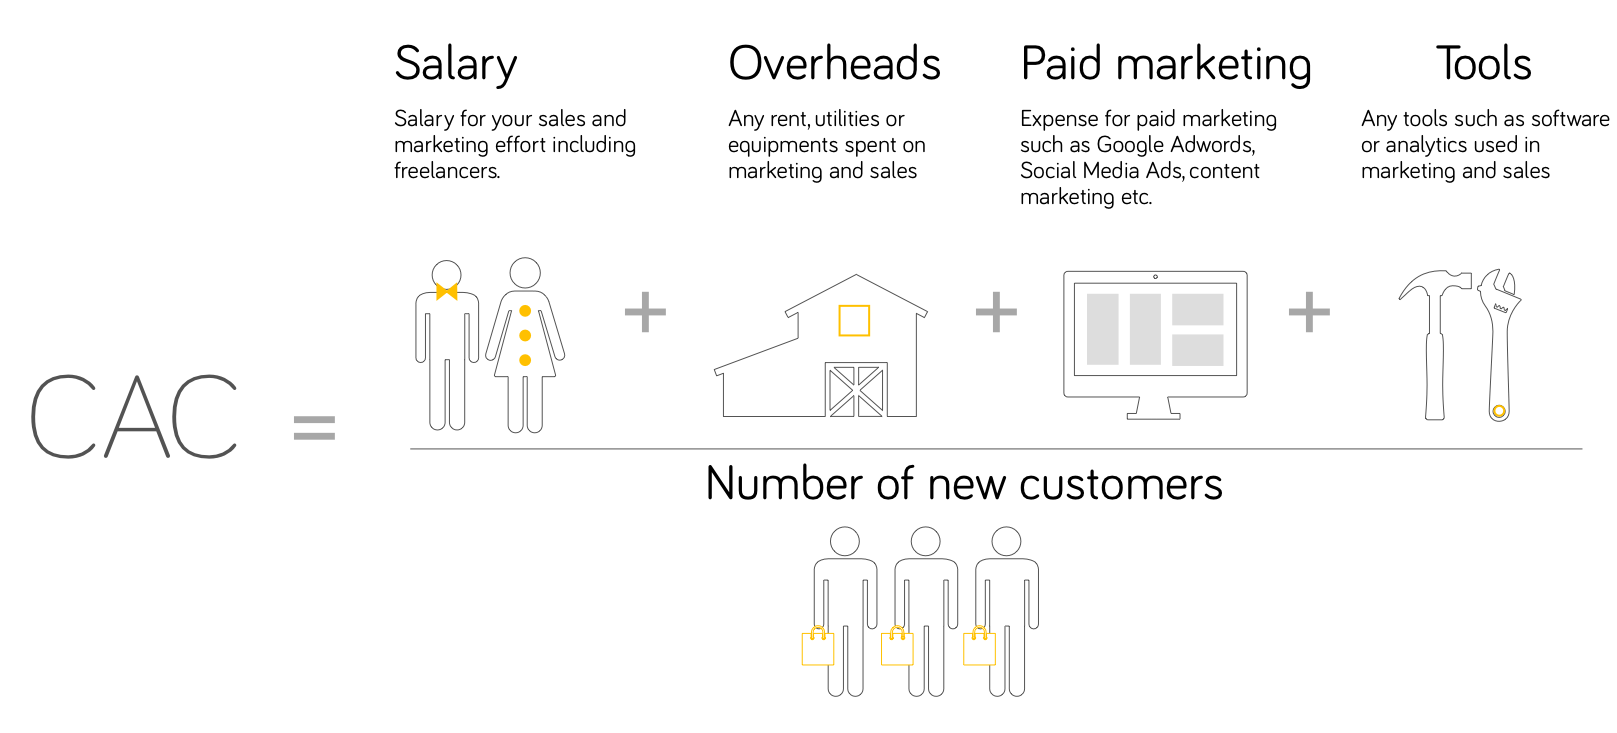 Salary
Salary for your sales and
marketing effort including
freelancers.
Overheads
Any rent, utilities or
equipments spent on
marketing and sales
Paid marketing
Expense for paid marketing
such as Google Adwords,
Social Media Ads, content
marketing etc.
Tools
Any tools such as software
or analytics used in
marketing and sales
CAC
=
+
+
+
Number of new customers